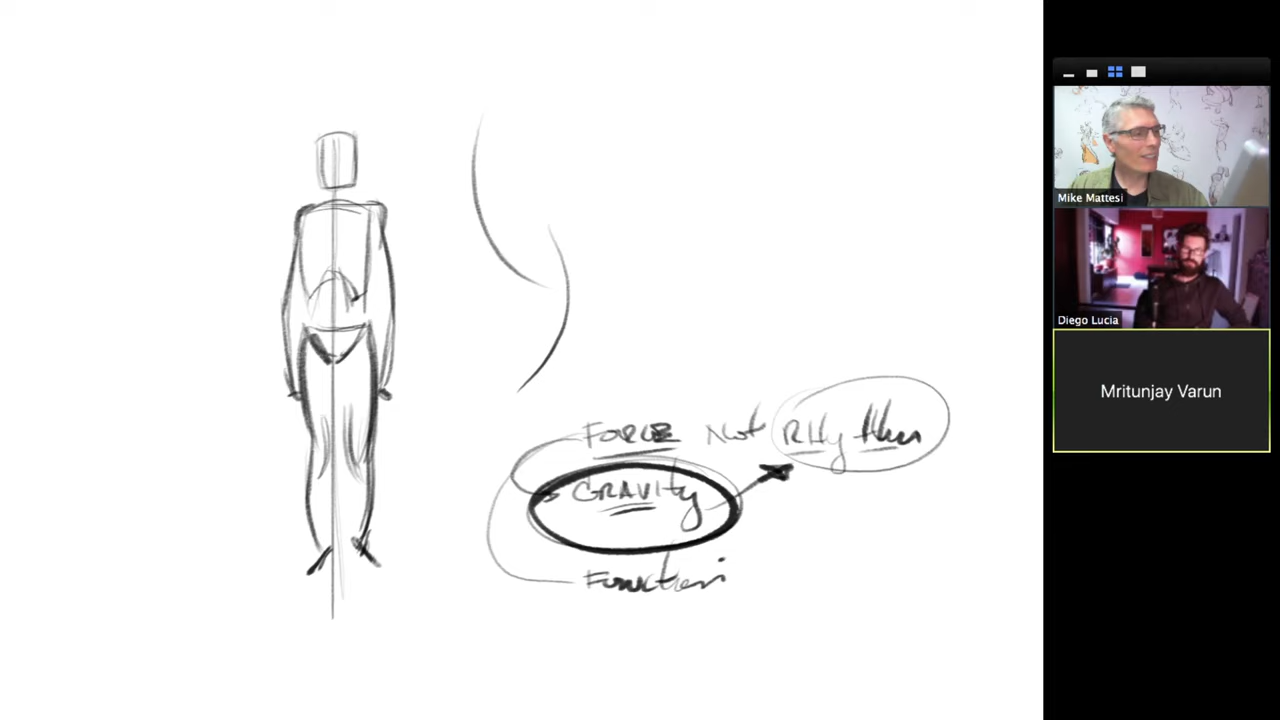 FORCE Not RHythm
GRAVIty
Function
Mike Mattesi
Diego Lucia
Mritunjay Varun